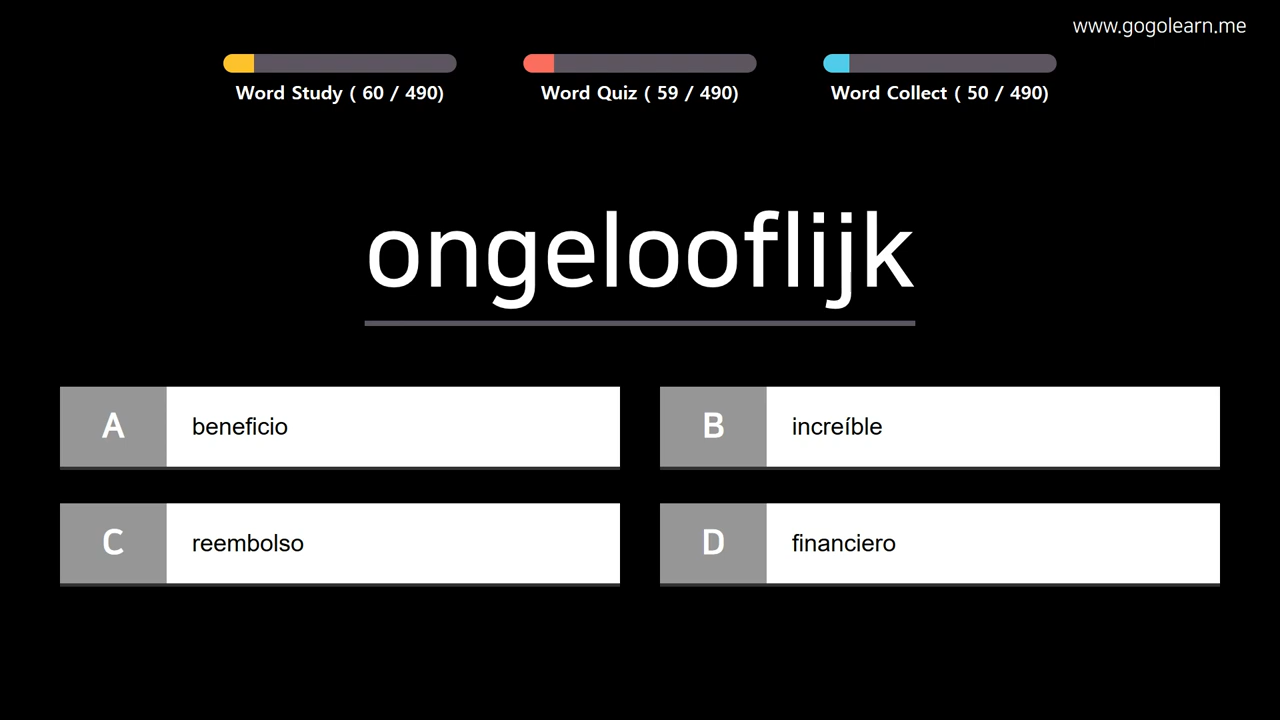 www.gogolearn.me
Word Study ( 60 / 490)
Word Quiz ( 59 / 490)
Word Collect ( 50 / 490)
ongelooflijk
A beneficio
B increíble
C reembolso
D financiero